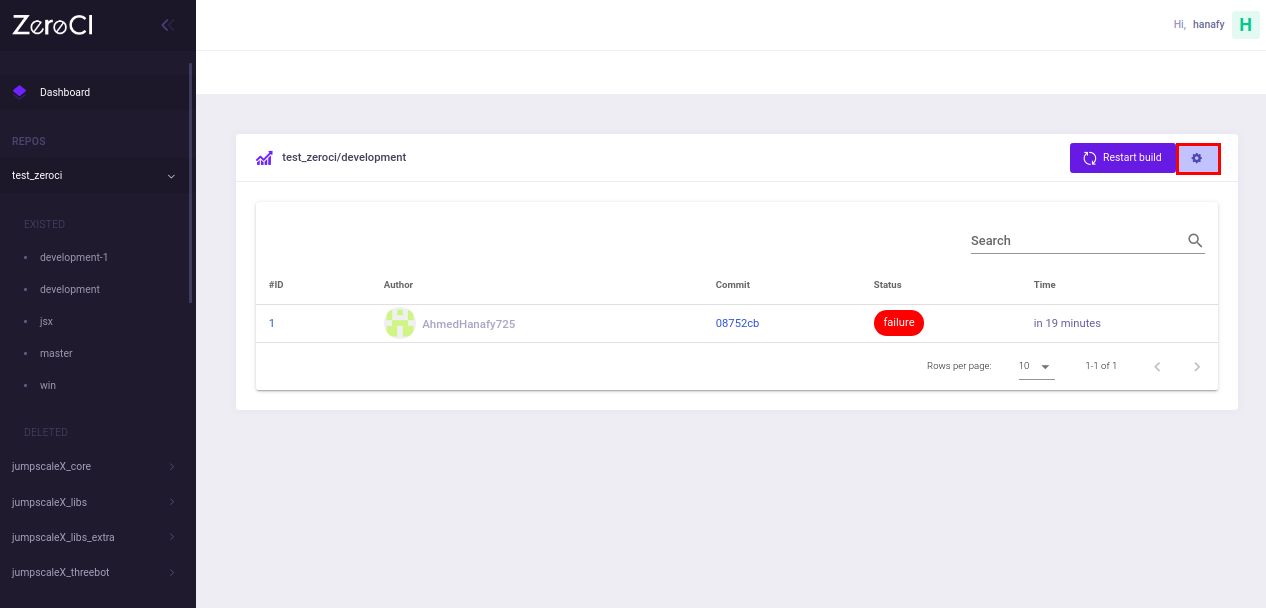 ZeroCI
Hi, hanafy H
Dashboard
REPOS
test_zeroci
EXISTED
development-1
development
jsx
master
win
DELETED
jumpscaleX_core
jumpscaleX_libs
jumpscaleX_libs_extra
jumpscaleX_threebot
test_zeroci/development
Restart build
Search
#ID Author Commit Status Time
1 AhmedHanafy725 08752cb failure in 19 minutes
Rows per page: 10 1-1 of 1